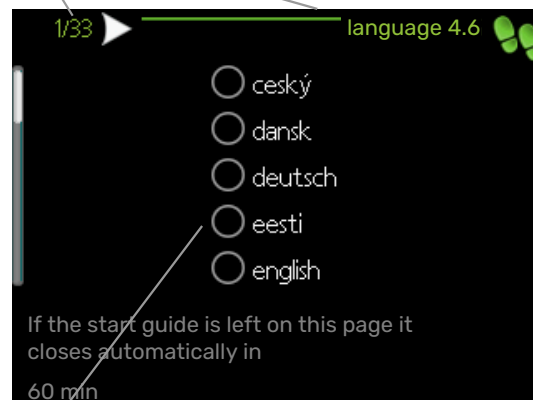 1/33
language 4.6
ceský
dansk
deutsch
eesti
english
If the start guide is left on this page it
closes automatically in
60 min